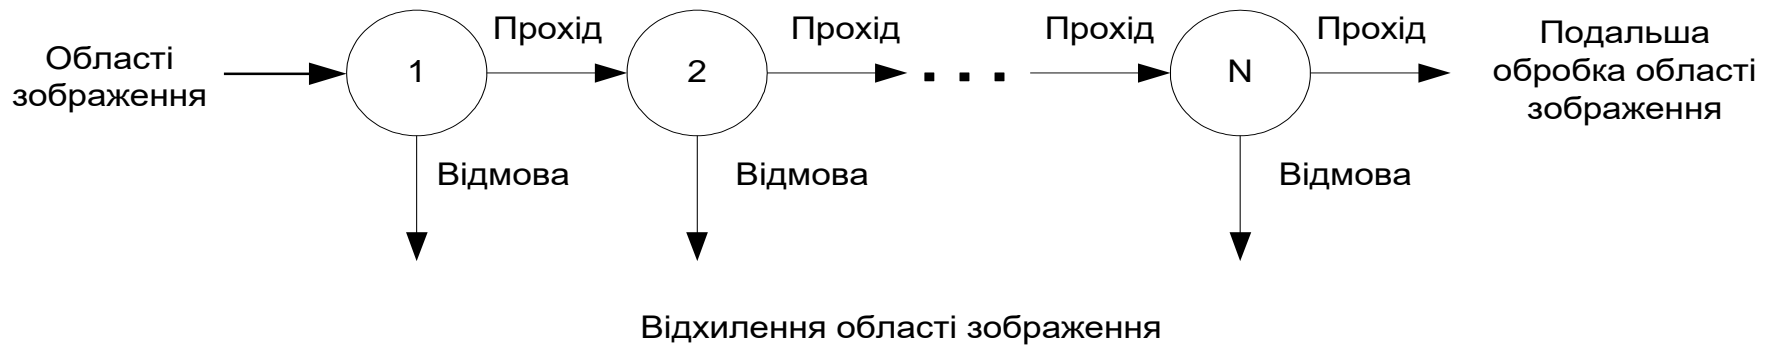 Області
зображення
1
Прохід
2
Прохід
. . .
Прохід
N
Прохід
Подальша
обробка області
зображення
Відмова
Відмова
Відмова
Відхилення області зображення